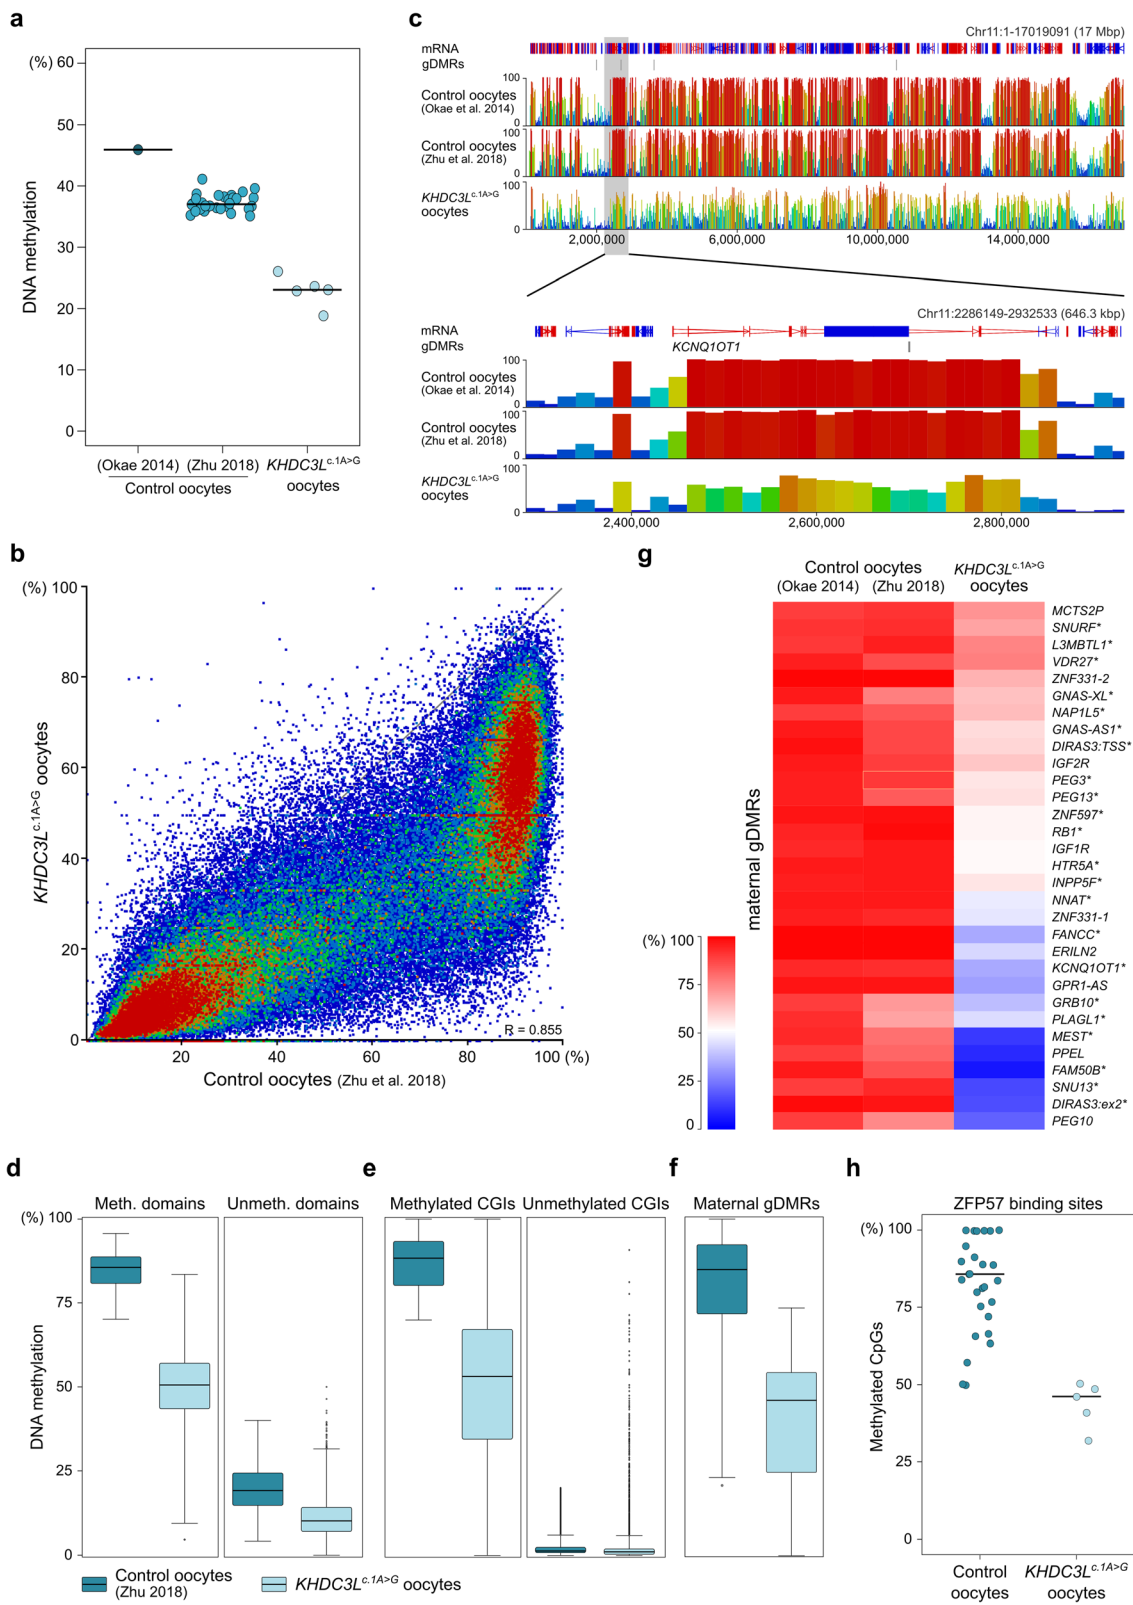 a
(%)
60
50
40
30
20
10
0
DNA methylation
(Okae 2014)
(Zhu 2018)
Control oocytes
KHDC3L^c.1A>G
oocytes
c
Chr11:1-17019091 (17 Mbp)
mRNA
gDMRs
Control oocytes
(Okae et al. 2014)
100
0
Control oocytes
(Zhu et al. 2018)
100
0
KHDC3L^c.1A>G
oocytes
100
0
2,000,000
6,000,000
10,000,000
14,000,000
Chr11:2286149-2932533 (646.3 kbp)
mRNA
gDMRs
KCNQ1OT1
Control oocytes
(Okae et al. 2014)
100
0
Control oocytes
(Zhu et al. 2018)
100
0
KHDC3L^c.1A>G
oocytes
100
0
2,400,000
2,600,000
2,800,000
b
(%) 100
80
60
40
20
0
KHDC3L^c.1A>G oocytes
R = 0.855
20
40
60
80
100 (%)
Control oocytes (Zhu et al. 2018)
g
Control oocytes
(Okae 2014)
(Zhu 2018)
KHDC3L^c.1A>G
oocytes
maternal gDMRs
(%) 100
75
50
25
0
MCTS2P
SNURF*
L3MBTL1*
VDR27*
ZNF331-2
GNAS-XL*
NAP1L5*
GNAS-AS1*
DIRAS3:TSS*
IGF2R
PEG3*
PEG13*
ZNF597*
RB1*
IGF1R
HTR5A*
INPP5F*
NNAT*
ZNF331-1
FANCC*
ERILN2
KCNQ1OT1*
GPR1-AS
GRB10*
PLAGL1*
MEST*
PPEL
FAM50B*
SNU13*
DIRAS3:ex2*
PEG10
d
Meth. domains
Unmeth. domains
(%)
100
75
50
25
0
DNA methylation
e
Methylated CGIs
Unmethylated CGIs
f
Maternal gDMRs
Control oocytes
(Zhu 2018)
KHDC3L^c.1A>G oocytes
h
ZFP57 binding sites
(%)
100
75
50
25
0
Methylated CpGs
Control
oocytes
KHDC3L^c.1A>G
oocytes